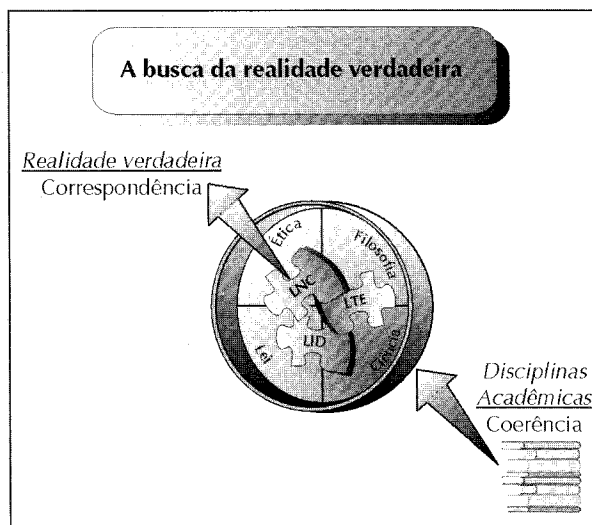 A busca da realidade verdadeira
Realidade verdadeira
Correspondência
Ética
Filosofia
LNC
LTE
LID
Lei
Ciência
Disciplinas
Acadêmicas
Coerência